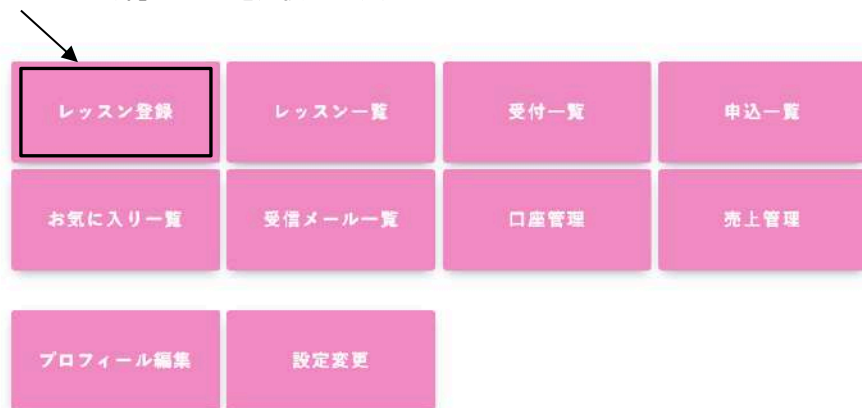 レッスン登録 レッスン一覧 受付一覧 申込一覧
お気に入り一覧 受信メール一覧 口座管理 売上管理
プロフィール編集 設定変更